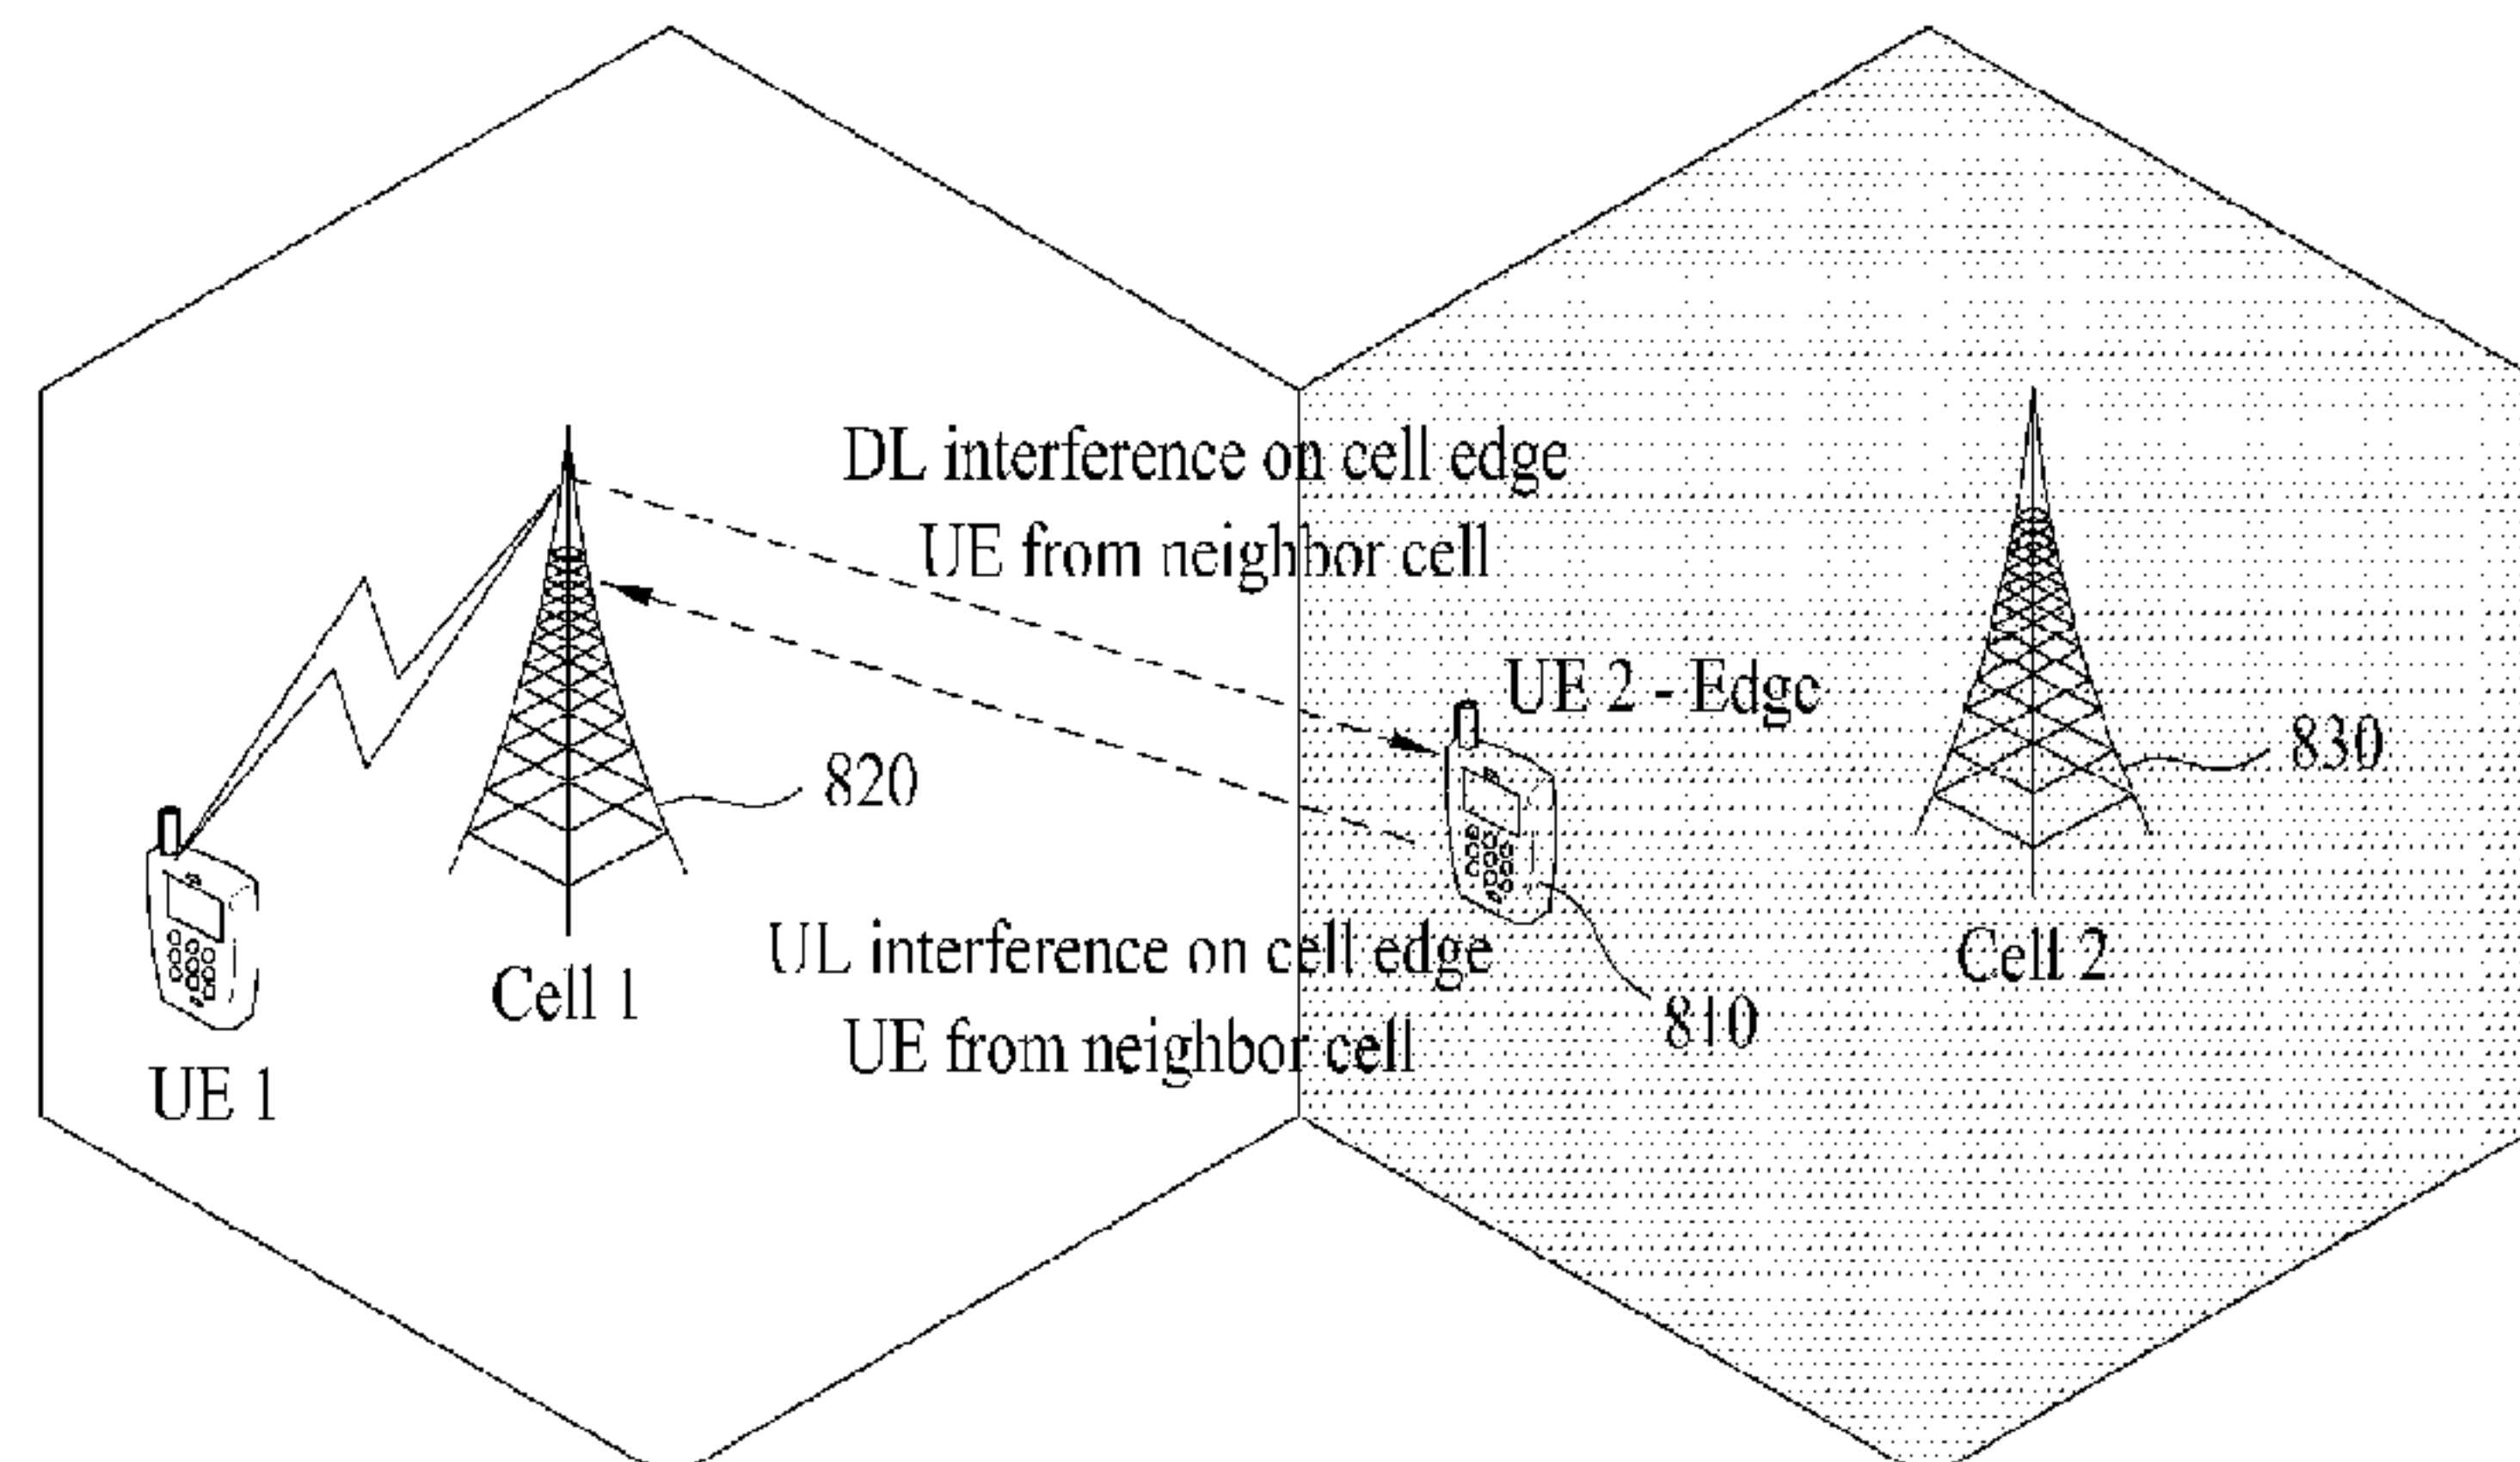 DL interference on cell edge
UE from neighbor cell
UE 2 - Edge
830
820
UL interference on cell edge
UE from neighbor cell
Cell 2
Cell 1
810
UE 1